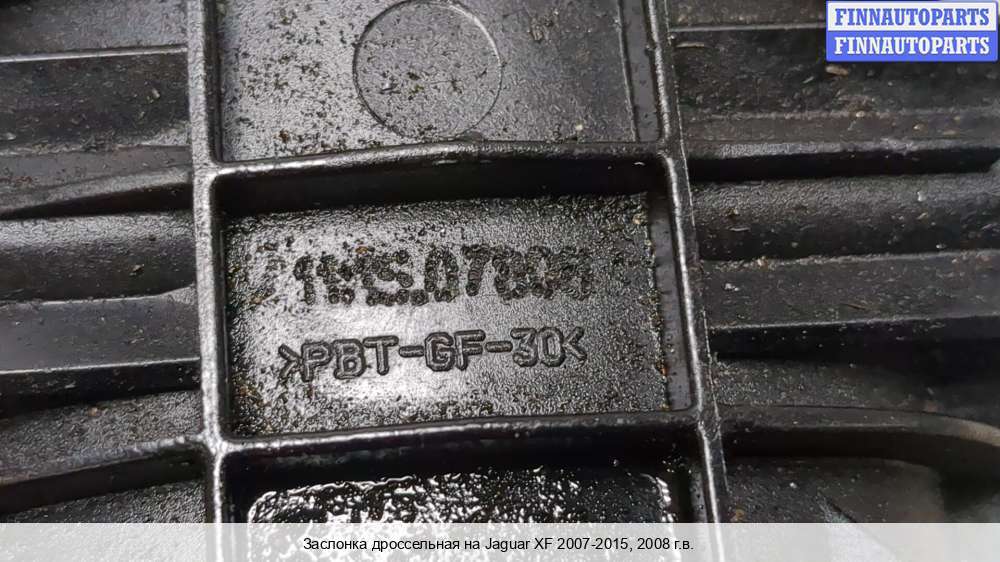 FINNAUTOPARTS
FINNAUTOPARTS
>PBT-GF-30<
Заслонка дроссельная на Jaguar XF 2007-2015, 2008 г.в.